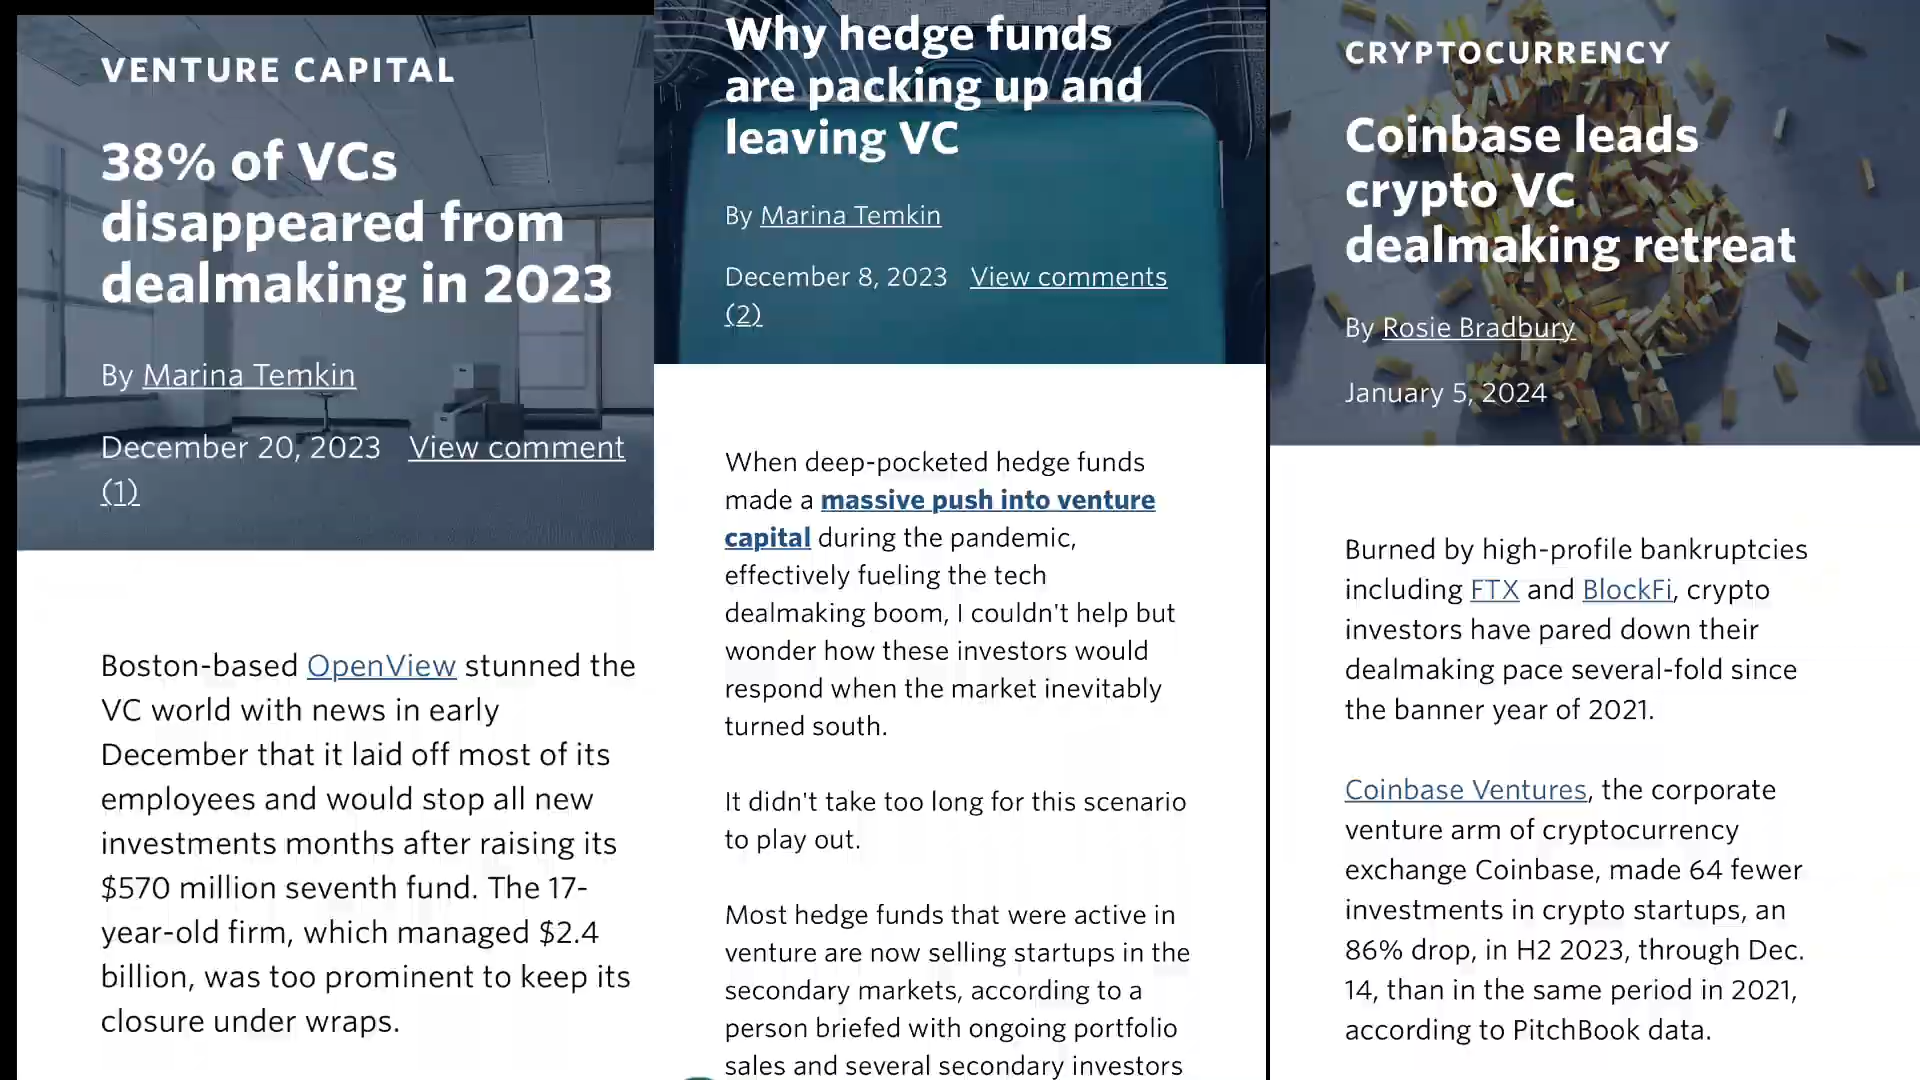 VENTURE CAPITAL
38% of VCs
disappeared from
dealmaking in 2023
By Marina Temkin
December 20, 2023 View comment
(1)
Boston-based OpenView stunned the
VC world with news in early
December that it laid off most of its
employees and would stop all new
investments months after raising its
$570 million seventh fund. The 17-
year-old firm, which managed $2.4
billion, was too prominent to keep its
closure under wraps.
Why hedge funds
are packing up and
leaving VC
By Marina Temkin
December 8, 2023 View comments
(2)
When deep-pocketed hedge funds
made a massive push into venture
capital during the pandemic,
effectively fueling the tech
dealmaking boom, I couldn't help but
wonder how these investors would
respond when the market inevitably
turned south.
It didn't take too long for this scenario
to play out.
Most hedge funds that were active in
venture are now selling startups in the
secondary markets, according to a
person briefed with ongoing portfolio
sales and several secondary investors
CRYPTOCURRENCY
Coinbase leads
crypto VC
dealmaking retreat
By Rosie Bradbury
January 5, 2024
Burned by high-profile bankruptcies
including FTX and BlockFi, crypto
investors have pared down their
dealmaking pace several-fold since
the banner year of 2021.
Coinbase Ventures, the corporate
venture arm of cryptocurrency
exchange Coinbase, made 64 fewer
investments in crypto startups, an
86% drop, in H2 2023, through Dec.
14, than in the same period in 2021,
according to PitchBook data.